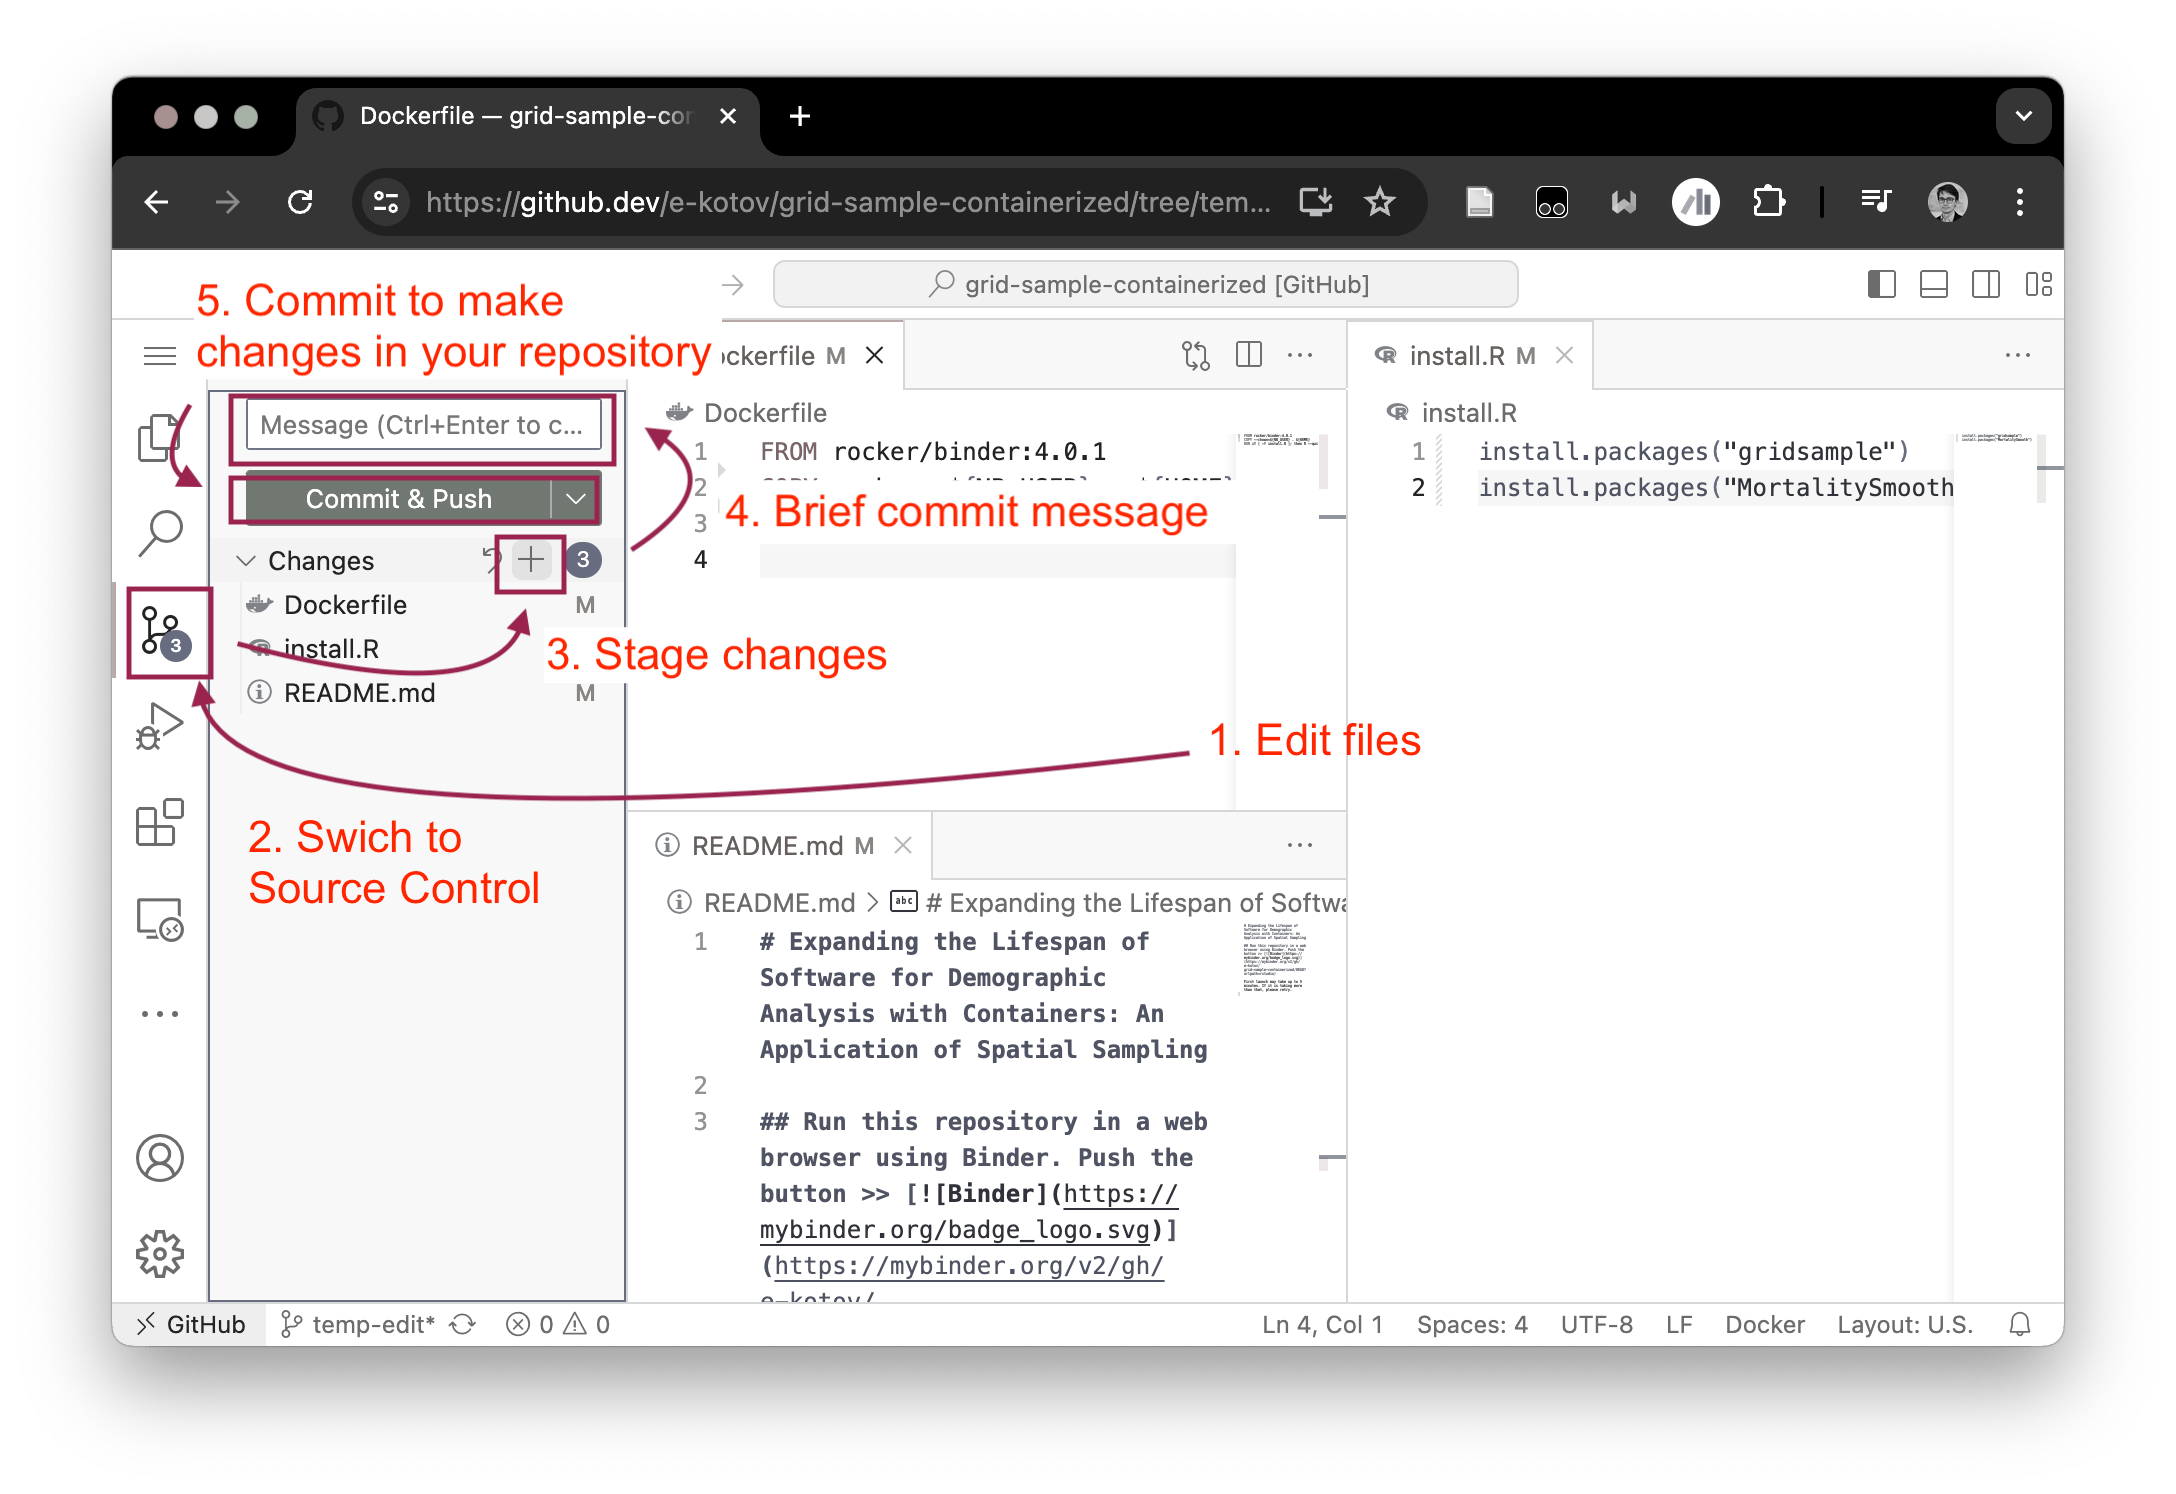 Dockerfile — grid-sample-con
https://github.dev/e-kotov/grid-sample-containerized/tree/tem...
grid-sample-containerized [GitHub]
5. Commit to make
changes in your repository
ockerfile M
install.R M
Message (Ctrl+Enter to c...
Commit & Push
Changes
3
Dockerfile M
install.R
README.md M
3
Dockerfile
1 FROM rocker/binder:4.0.1
2
3
4
4. Brief commit message
3. Stage changes
1. Edit files
2. Swich to
Source Control
install.R
1 install.packages("gridsample")
2 install.packages("MortalitySmooth
README.md M
README.md > abc # Expanding the Lifespan of Softwa
1 # Expanding the Lifespan of
Software for Demographic
Analysis with Containers: An
Application of Spatial Sampling
2
3 ## Run this repository in a web
browser using Binder. Push the
button >> [![Binder](https://
mybinder.org/badge_logo.svg)]
(https://mybinder.org/v2/gh/
e-kotov/
GitHub temp-edit* 0 0 Ln 4, Col 1 Spaces: 4 UTF-8 LF Docker Layout: U.S.